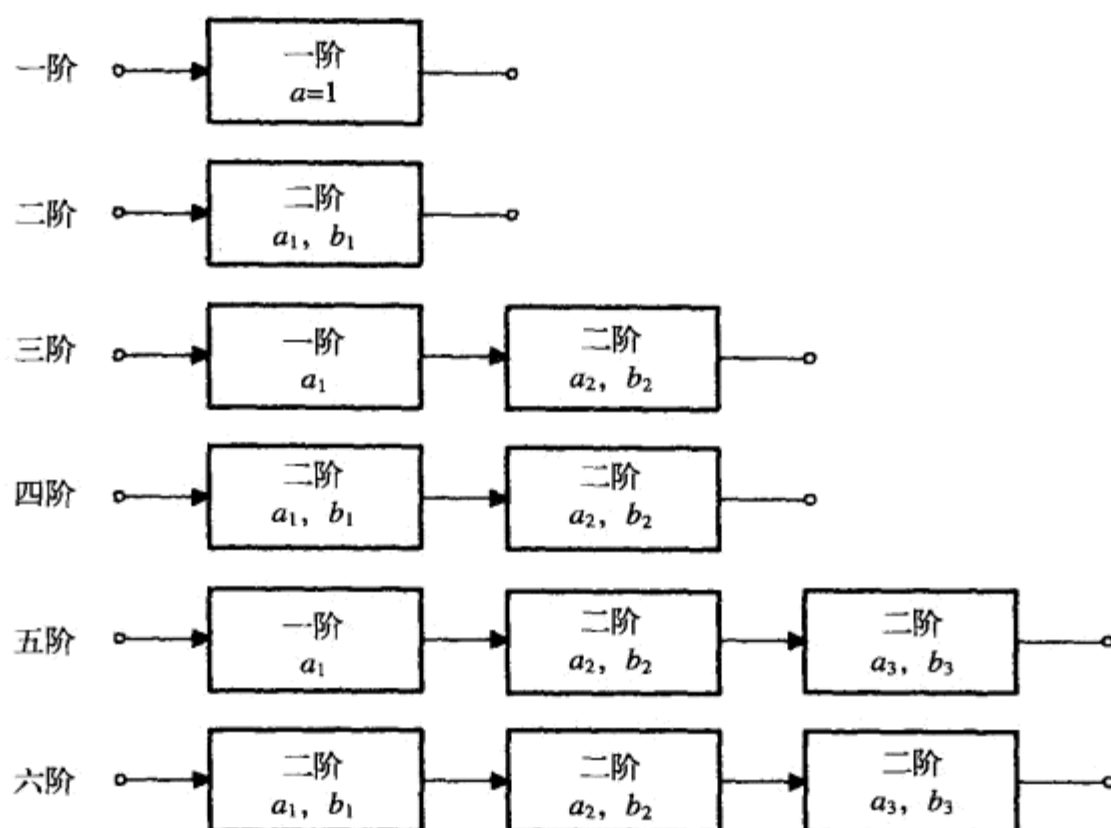 一阶
一阶
a=1
二阶
二阶
a₁, b₁
三阶
一阶
a₁
二阶
a₂, b₂
四阶
二阶
a₁, b₁
二阶
a₂, b₂
五阶
一阶
a₁
二阶
a₂, b₂
二阶
a₃, b₃
六阶
二阶
a₁, b₁
二阶
a₂, b₂
二阶
a₃, b₃